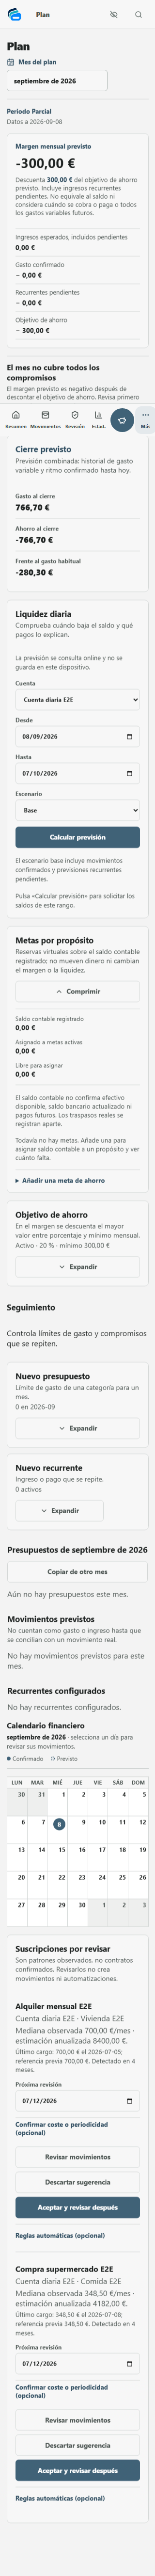 Plan
Plan
Mes del plan
septiembre de 2026
Periodo Parcial
Datos a 2026-09-08
Margen mensual previsto
-300,00 €
Descuenta 300,00 € del objetivo de ahorro
previsto. Incluye ingresos recurrentes
pendientes. No equivale al saldo ni
considera cuándo se cobra o paga o todos
los gastos variables futuros.
Ingresos esperados, incluidos pendientes
0,00 €
Gasto confirmado
− 0,00 €
Recurrentes pendientes
− 0,00 €
Objetivo de ahorro
− 300,00 €
El mes no cubre todos los
compromisos
El margen previsto es negativo después de
descontar el objetivo de ahorro. Revisa primero
Resumen
Movimientos
Revisión
Estad.
Más
Cierre previsto
Previsión combinada: historial de gasto
variable y ritmo confirmado hasta hoy.
Gasto al cierre
766,70 €
Ahorro al cierre
-766,70 €
Frente al gasto habitual
-280,30 €
Liquidez diaria
Comprueba cuándo baja el saldo y qué
pagos lo explican.
La previsión se consulta online y no se
guarda en este dispositivo.
Cuenta
Cuenta diaria E2E
Desde
08/09/2026
Hasta
07/10/2026
Escenario
Base
Calcular previsión
El escenario base incluye movimientos
confirmados y previsiones recurrentes
pendientes.
Pulsa «Calcular previsión» para solicitar los
saldos de este rango.
Metas por propósito
Reservas virtuales sobre el saldo contable
registrado: no mueven dinero ni cambian
el margen o la liquidez.
Comprimir
Saldo contable registrado
0,00 €
Asignado a metas activas
0,00 €
Libre para asignar
0,00 €
El saldo contable no confirma efectivo
disponible, saldo bancario actualizado ni
pagos futuros. Los traspasos reales se
registran aparte.
Todavía no hay metas. Añade una para
asignar saldo contable a un propósito y ver
cuánto falta.
Añadir una meta de ahorro
Objetivo de ahorro
En el margen se descuenta el mayor
valor entre porcentaje y mínimo mensual.
Activo · 20 % · mínimo 300,00 €
Expandir
Seguimiento
Controla límites de gasto y compromisos
que se repiten.
Nuevo presupuesto
Límite de gasto de una categoría para un
mes.
0 en 2026-09
Expandir
Nuevo recurrente
Ingreso o pago que se repite.
0 activos
Expandir
Presupuestos de septiembre de 2026
Copiar de otro mes
Aún no hay presupuestos este mes.
Movimientos previstos
No cuentan como gasto o ingreso hasta que
se concilian con un movimiento real.
No hay movimientos previstos para este
mes.
Recurrentes configurados
No hay recurrentes configurados.
Calendario financiero
septiembre de 2026 · selecciona un día para
revisar sus movimientos.
Confirmado Previsto
LUN MAR MIÉ JUE VIE SÁB DOM
30 31 1 2 3 4 5
6 7 8 9 10 11 12
13 14 15 16 17 18 19
20 21 22 23 24 25 26
27 28 29 30 1 2 3
Suscripciones por revisar
Son patrones observados, no contratos
confirmados. Revisarlos no crea
movimientos ni automatizaciones.
Alquiler mensual E2E
Cuenta diaria E2E · Vivienda E2E
Mediana observada 700,00 €/mes ·
estimación anualizada 8400,00 €.
Último cargo: 700,00 € el 2026-07-05;
referencia previa 700,00 €. Detectado en 4
meses.
Próxima revisión
07/12/2026
Confirmar coste o periodicidad
(opcional)
Revisar movimientos
Descartar sugerencia
Aceptar y revisar después
Reglas automáticas (opcional)
Compra supermercado E2E
Cuenta diaria E2E · Comida E2E
Mediana observada 348,50 €/mes ·
estimación anualizada 4182,00 €.
Último cargo: 348,50 € el 2026-07-08;
referencia previa 348,50 €. Detectado en 4
meses.
Próxima revisión
07/12/2026
Confirmar coste o periodicidad
(opcional)
Revisar movimientos
Descartar sugerencia
Aceptar y revisar después
Reglas automáticas (opcional)